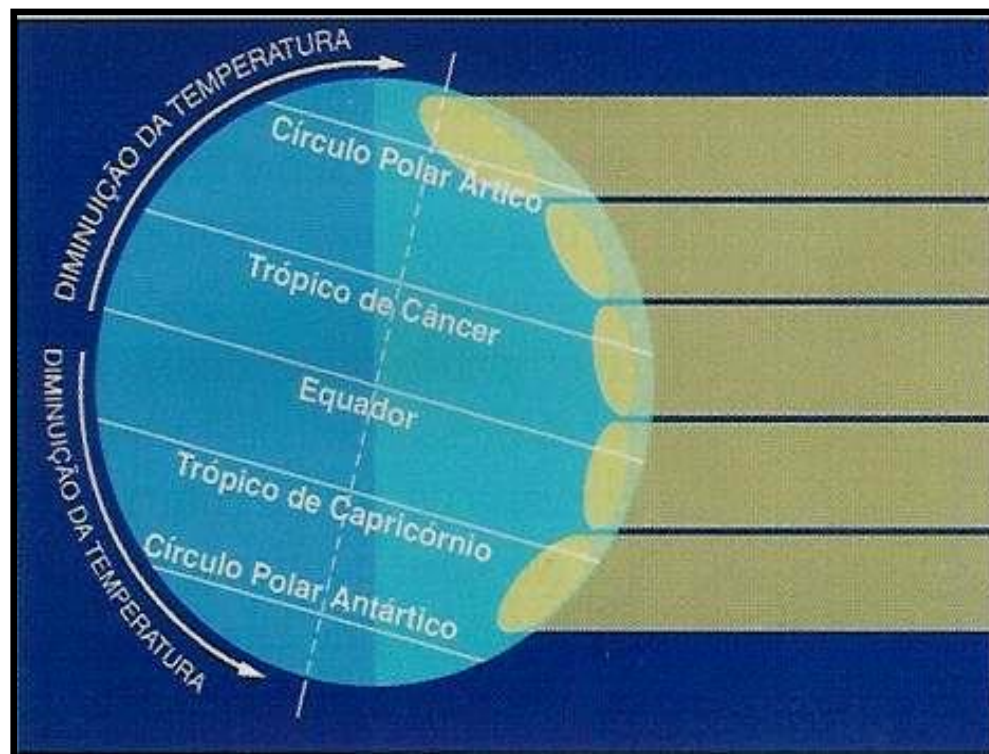 DIMINUIÇÃO DA TEMPERATURA
Círculo Polar Ártico
Trópico de Câncer
Equador
Trópico de Capricórnio
Círculo Polar Antártico
DIMINUIÇÃO DA TEMPERATURA